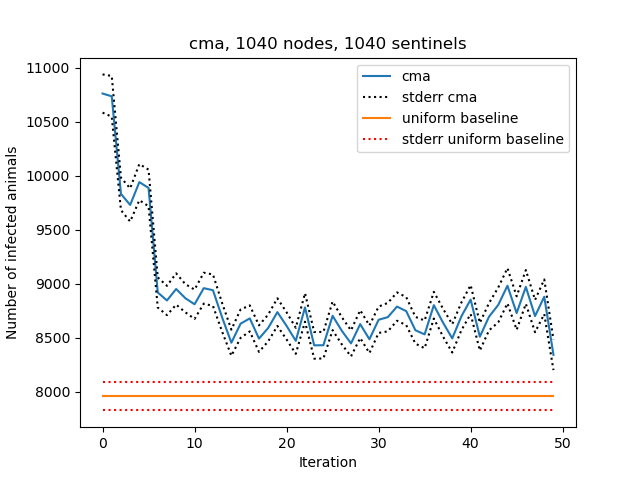 cma, 1040 nodes, 1040 sentinels
cma
stderr cma
uniform baseline
stderr uniform baseline
Number of infected animals
11000
10500
10000
9500
9000
8500
8000
0 10 20 30 40 50
Iteration